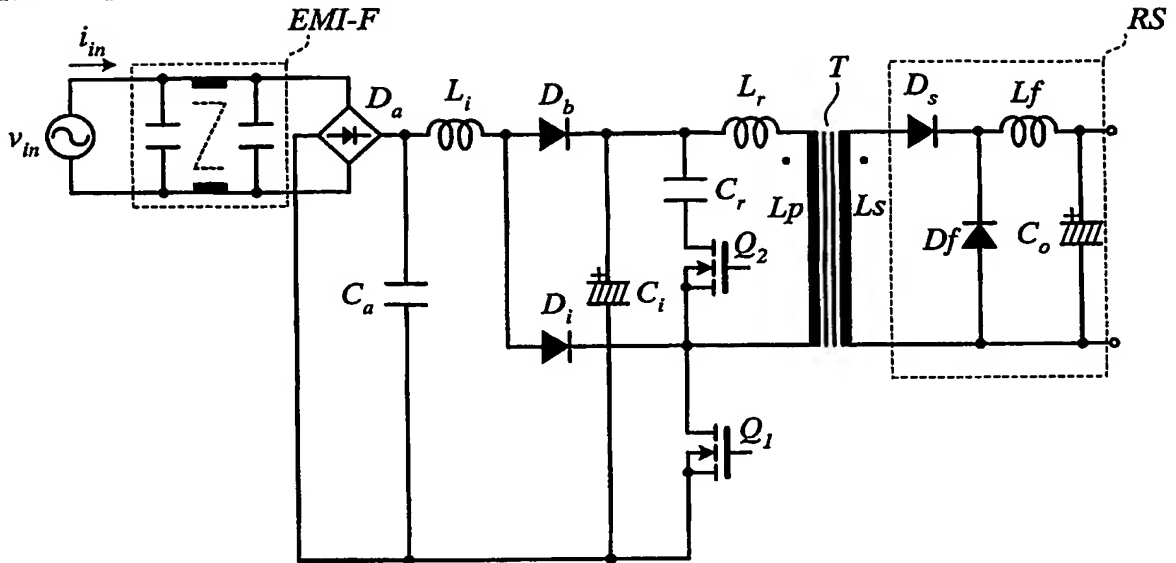 EMI-F
RS
i_in
D_a
L_i
D_b
L_r
T
D_s
Lf
v_in
C_r
Lp
Ls
Q_2
Df
C_o
+
C_a
+
C_i
D_i
Q_1